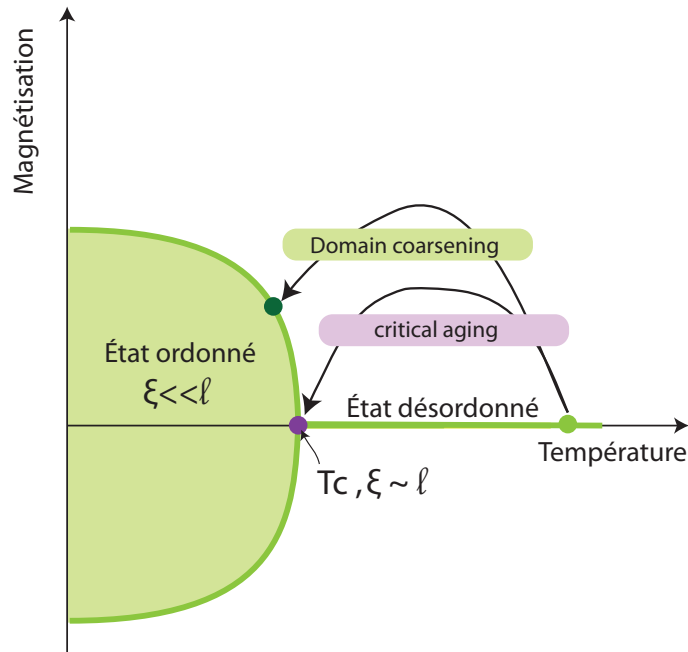 Magnétisation
Domain coarsening
critical aging
État ordonné
ξ<<ℓ
État désordonné
Température
Tc , ξ ~ ℓ